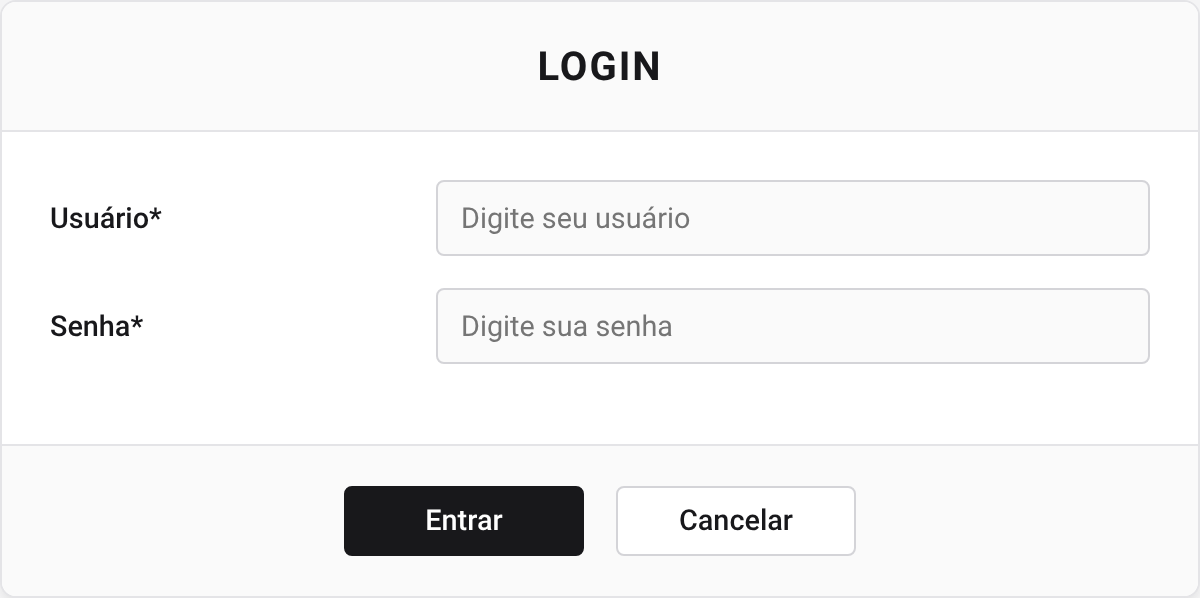 LOGIN
Usuário* Digite seu usuário
Senha* Digite sua senha
Entrar Cancelar